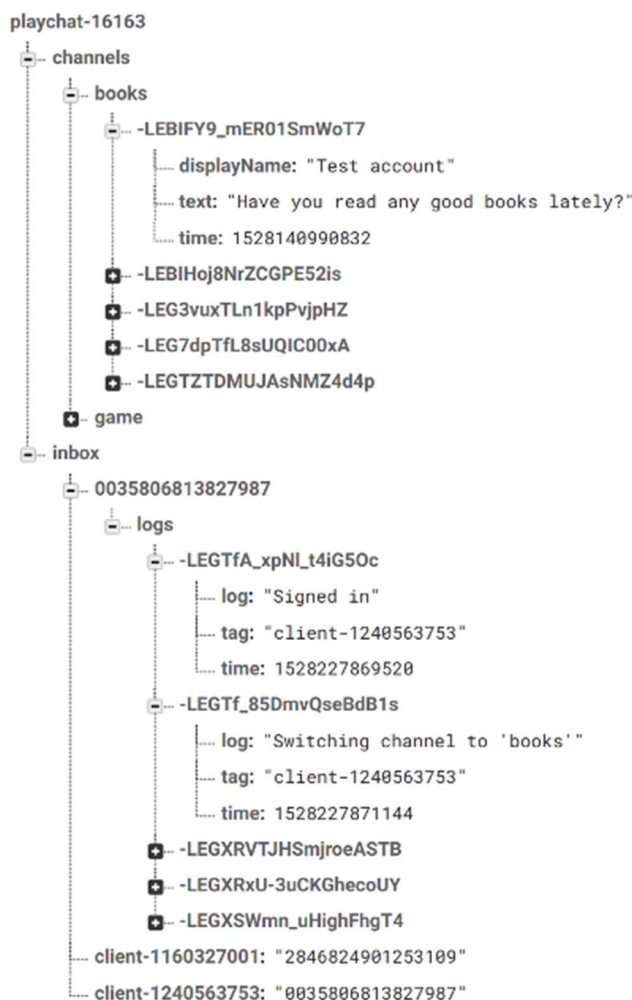 playchat-16163
channels
books
-LEBIFY9_mER01SmWoT7
displayName: "Test account"
text: "Have you read any good books lately?"
time: 1528140990832
-LEBIHoj8NrZCGPE52is
-LEG3vuxTLn1kpPvjpHZ
-LEG7dpTfL8sUQIC00xA
-LEGTZTDMUJAsNMZ4d4p
game
inbox
0035806813827987
logs
-LEGTfA_xpNl_t4iG5Oc
log: "Signed in"
tag: "client-1240563753"
time: 1528227869520
-LEGTf_85DmvQseBdB1s
log: "Switching channel to 'books'"
tag: "client-1240563753"
time: 1528227871144
-LEGXRVTJHSmjroeASTB
-LEGXRxU-3uCKGhecoUY
-LEGXSWmn_uHighFhgT4
client-1160327001: "2846824901253109"
client-1240563753: "0035806813827987"